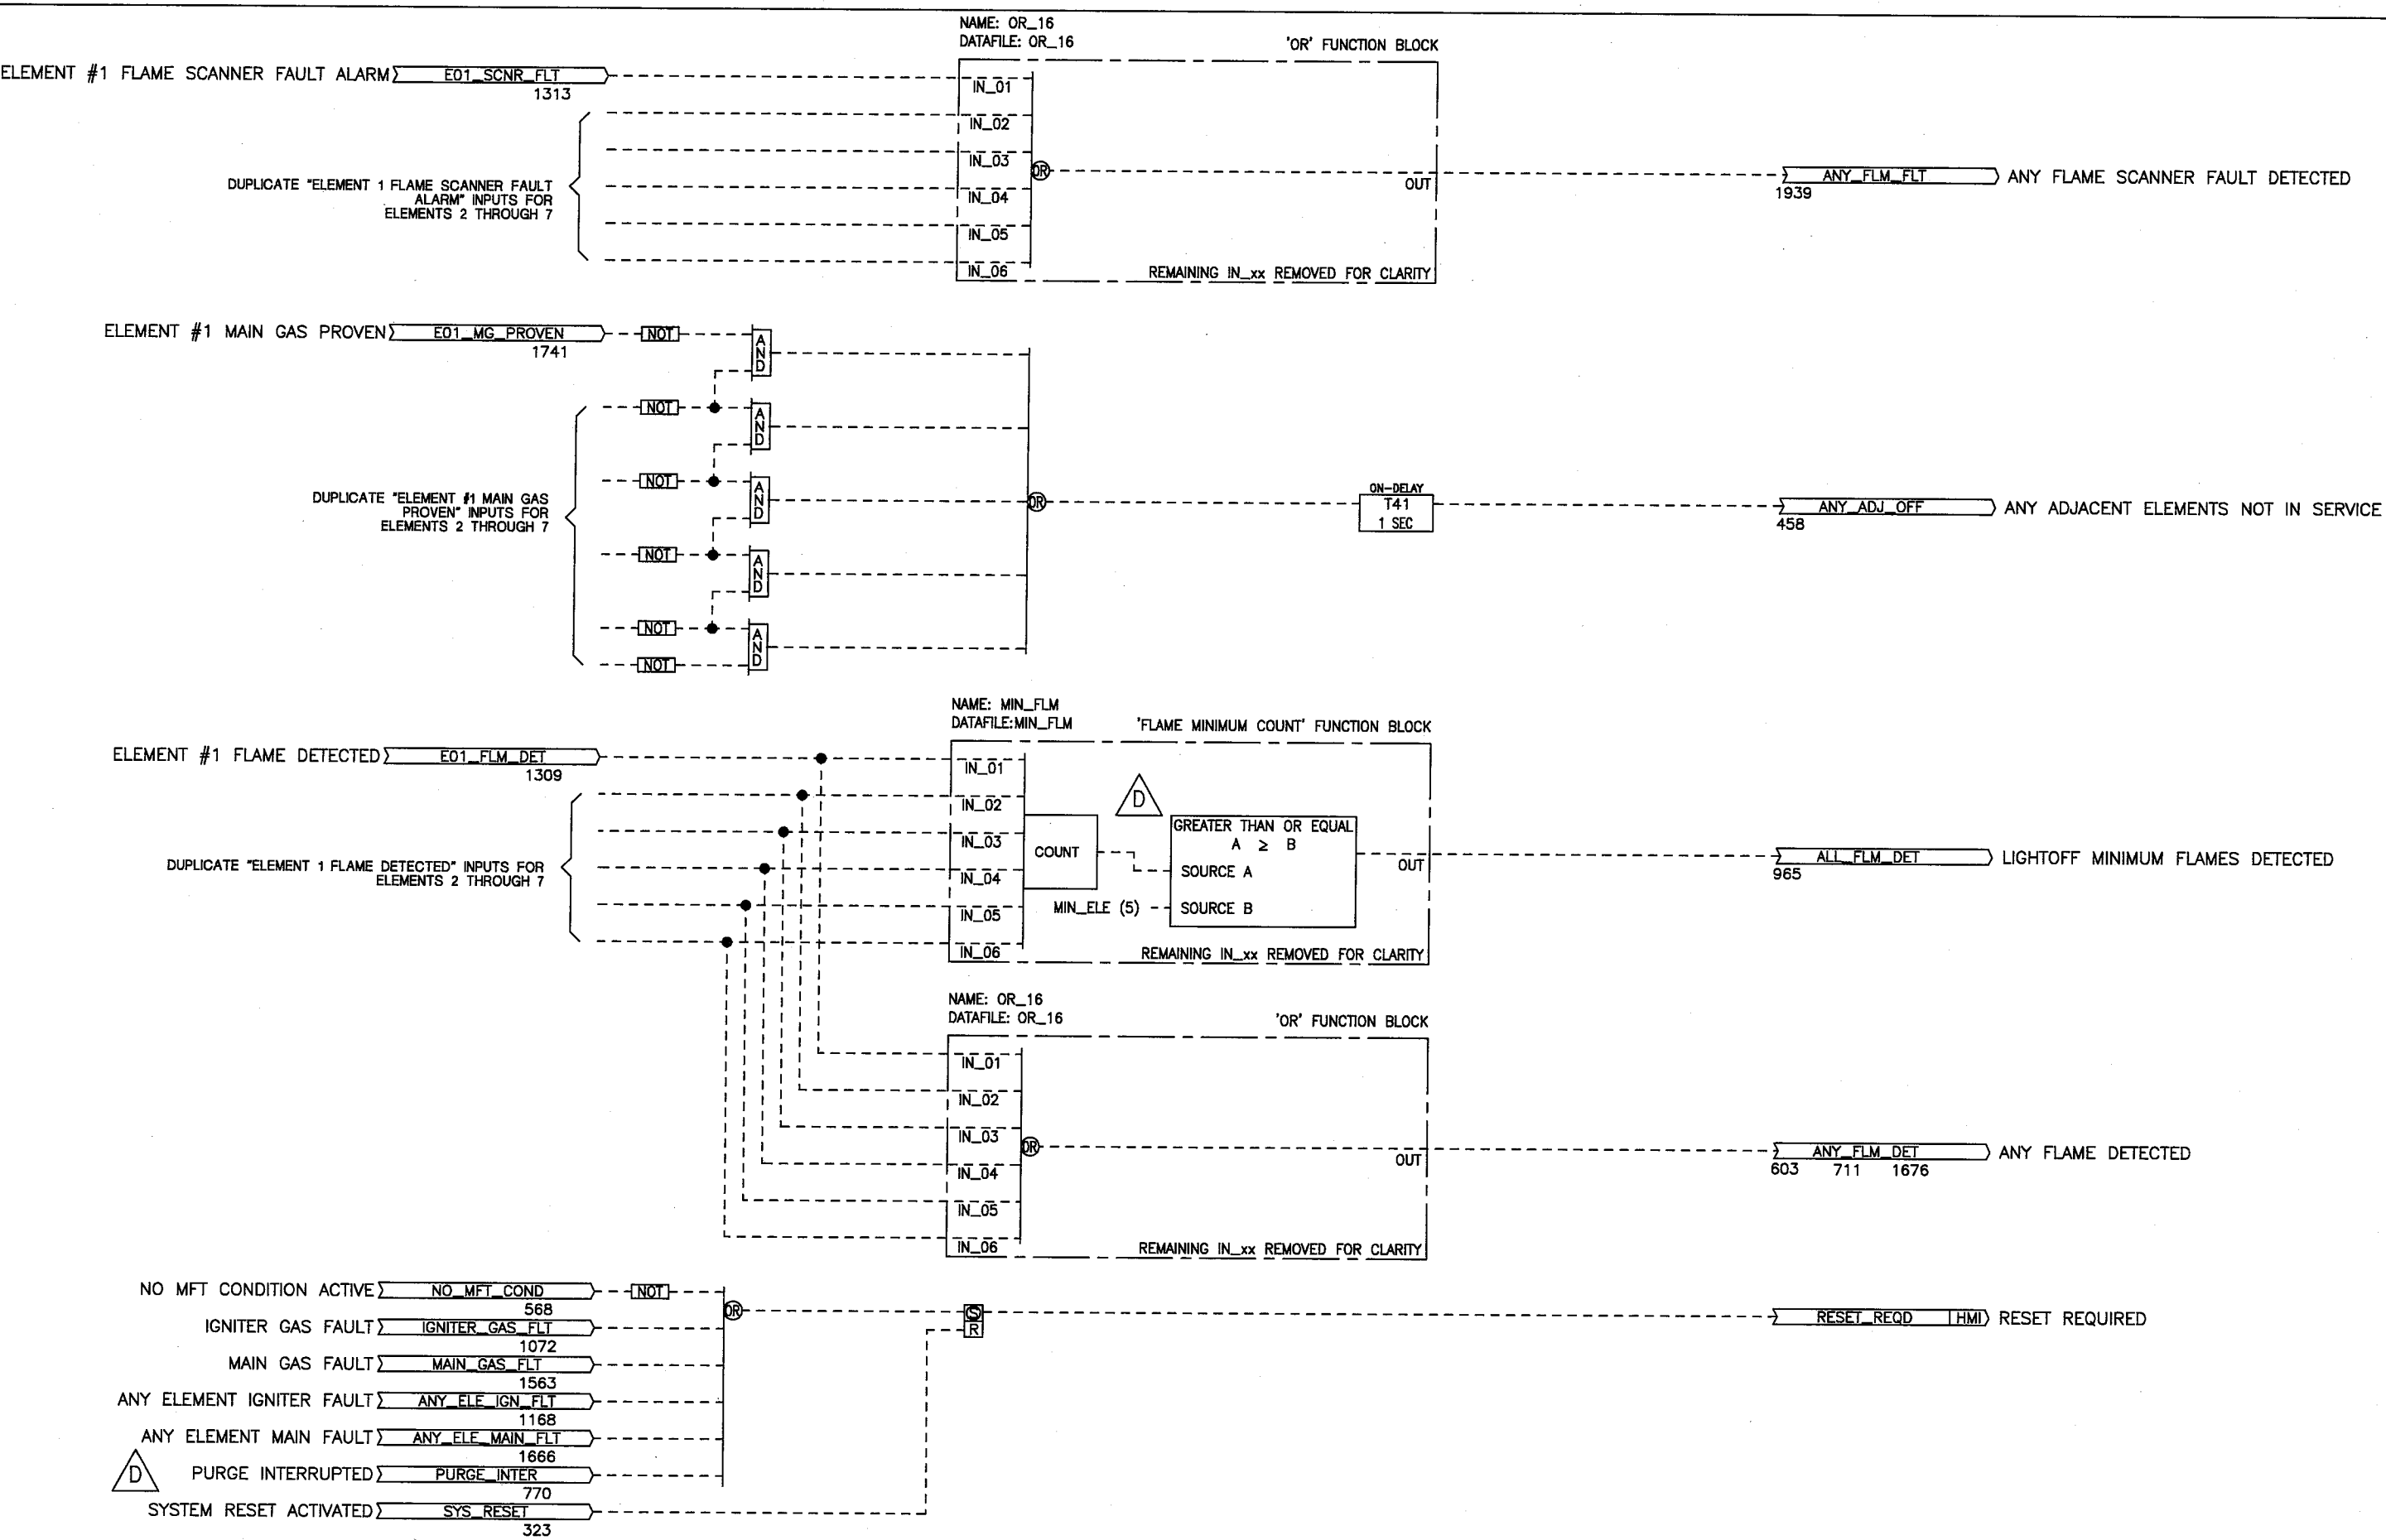 NAME: OR_16
DATAFILE: OR_16
'OR' FUNCTION BLOCK
ELEMENT #1 FLAME SCANNER FAULT ALARM
E01_SCNR_FLT
1313
IN_01
IN_02
IN_03
IN_04
IN_05
IN_06
OR
OUT
REMAINING IN_xx REMOVED FOR CLARITY
DUPLICATE "ELEMENT 1 FLAME SCANNER FAULT
ALARM" INPUTS FOR
ELEMENTS 2 THROUGH 7
ANY_FLM_FLT
1939
ANY FLAME SCANNER FAULT DETECTED
ELEMENT #1 MAIN GAS PROVEN
E01_MG_PROVEN
1741
NOT
AND
NOT
AND
NOT
AND
NOT
AND
NOT
AND
NOT
DUPLICATE "ELEMENT #1 MAIN GAS
PROVEN" INPUTS FOR
ELEMENTS 2 THROUGH 7
OR
ON-DELAY
T41
1 SEC
ANY_ADJ_OFF
458
ANY ADJACENT ELEMENTS NOT IN SERVICE
NAME: MIN_FLM
DATAFILE:MIN_FLM
'FLAME MINIMUM COUNT' FUNCTION BLOCK
ELEMENT #1 FLAME DETECTED
E01_FLM_DET
1309
IN_01
IN_02
IN_03
IN_04
IN_05
IN_06
COUNT
D
GREATER THAN OR EQUAL
A ≥ B
SOURCE A
MIN_ELE (5)
SOURCE B
OUT
REMAINING IN_xx REMOVED FOR CLARITY
DUPLICATE "ELEMENT 1 FLAME DETECTED" INPUTS FOR
ELEMENTS 2 THROUGH 7
ALL_FLM_DET
965
LIGHTOFF MINIMUM FLAMES DETECTED
NAME: OR_16
DATAFILE: OR_16
'OR' FUNCTION BLOCK
IN_01
IN_02
IN_03
IN_04
IN_05
IN_06
OR
OUT
REMAINING IN_xx REMOVED FOR CLARITY
ANY_FLM_DET
603 711 1676
ANY FLAME DETECTED
NO MFT CONDITION ACTIVE
NO_MFT_COND
568
NOT
OR
S
R
RESET_REQD
HMI
RESET REQUIRED
IGNITER GAS FAULT
IGNITER_GAS_FLT
1072
MAIN GAS FAULT
MAIN_GAS_FLT
1563
ANY ELEMENT IGNITER FAULT
ANY_ELE_IGN_FLT
1168
ANY ELEMENT MAIN FAULT
ANY_ELE_MAIN_FLT
1666
D
PURGE INTERRUPTED
PURGE_INTER
770
SYSTEM RESET ACTIVATED
SYS_RESET
323